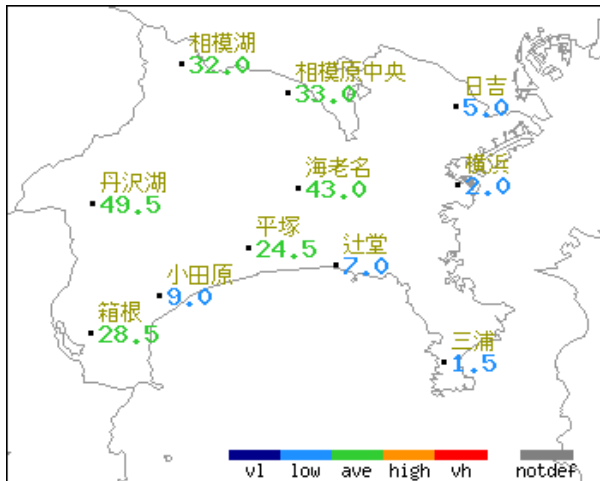 相模湖
32.0
相模原中央
33.0
日吉
5.0
海老名
43.0
横浜
2.0
丹沢湖
49.5
平塚
24.5
辻堂
7.0
小田原
9.0
箱根
28.5
三浦
1.5
vl low ave high vh notdef